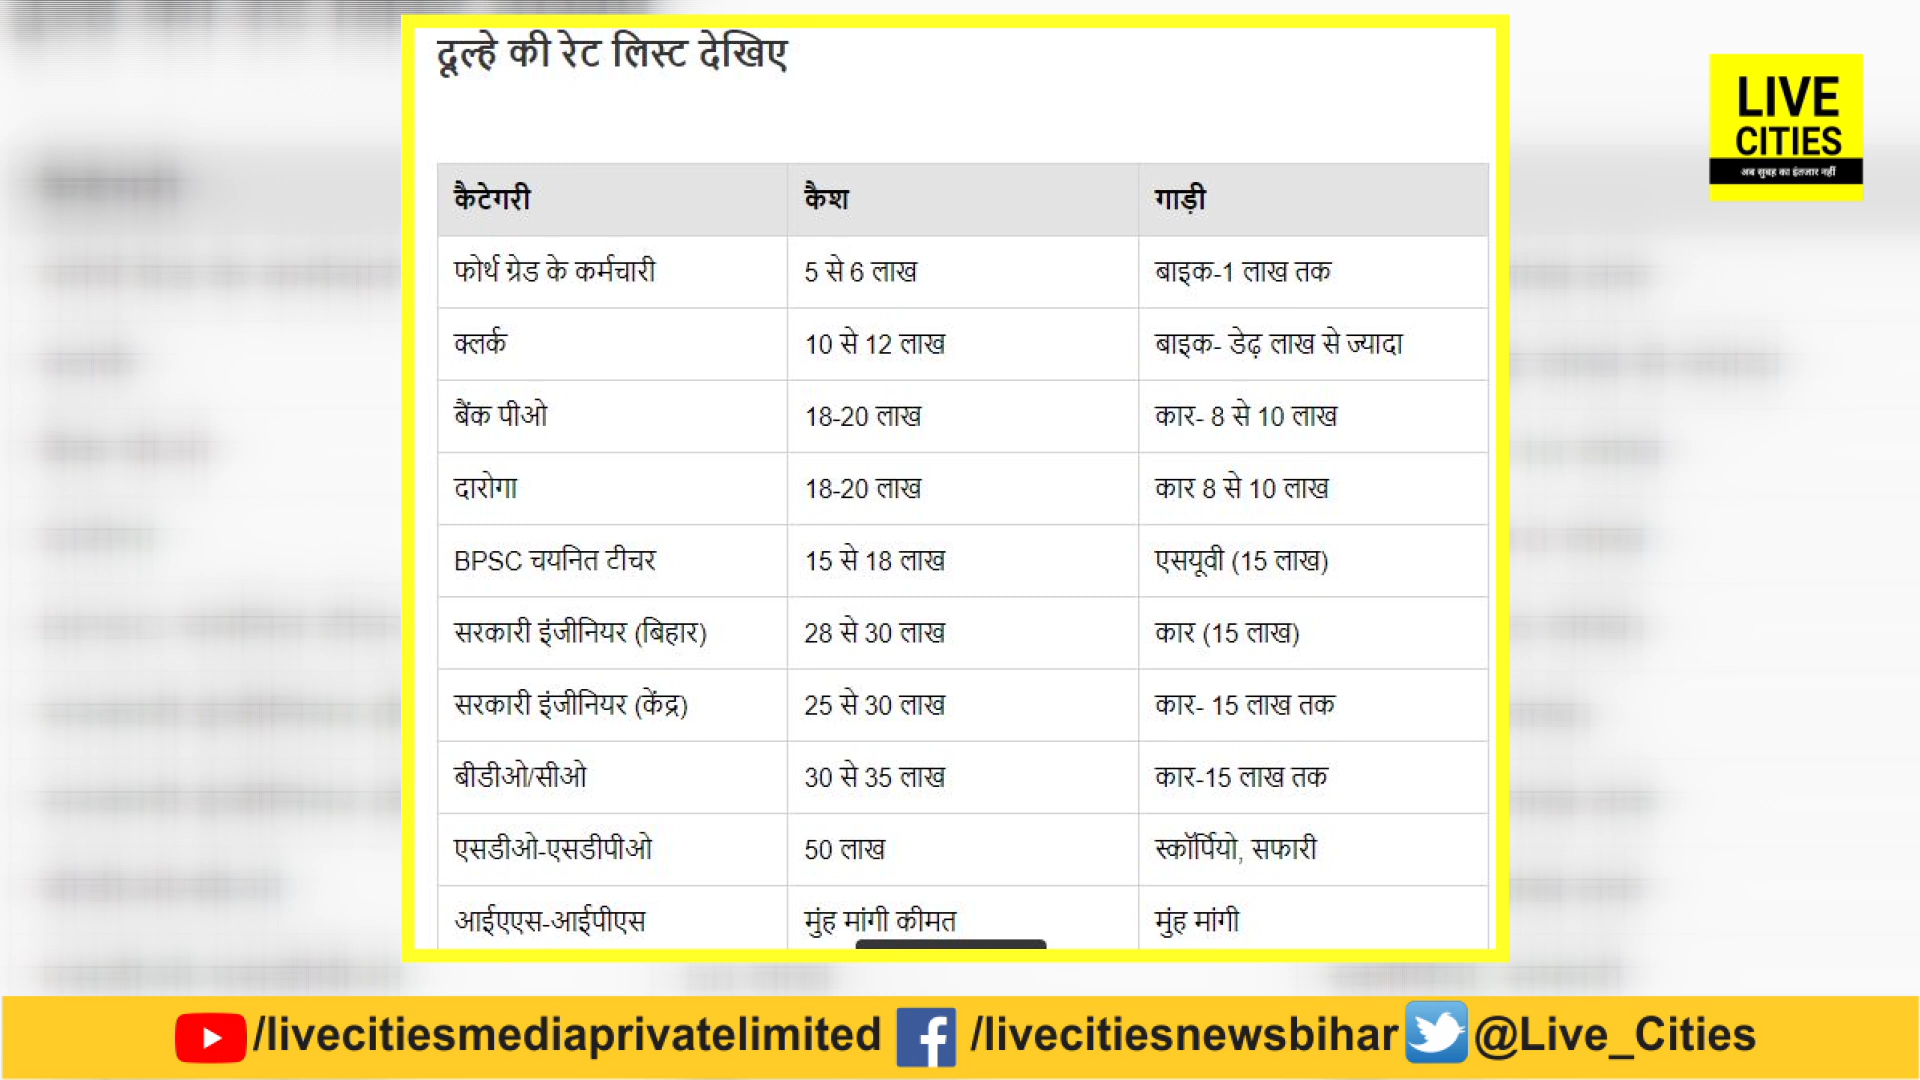 दूल्हे की रेट लिस्ट देखिए
LIVE
CITIES
अब सुबह का इंतजार नहीं
कैटेगरी कैश गाड़ी
फोर्थ ग्रेड के कर्मचारी 5 से 6 लाख बाइक-1 लाख तक
क्लर्क 10 से 12 लाख बाइक- डेढ़ लाख से ज्यादा
बैंक पीओ 18-20 लाख कार- 8 से 10 लाख
दारोगा 18-20 लाख कार 8 से 10 लाख
BPSC चयनित टीचर 15 से 18 लाख एसयूवी (15 लाख)
सरकारी इंजीनियर (बिहार) 28 से 30 लाख कार (15 लाख)
सरकारी इंजीनियर (केंद्र) 25 से 30 लाख कार- 15 लाख तक
बीडीओ/सीओ 30 से 35 लाख कार-15 लाख तक
एसडीओ-एसडीपीओ 50 लाख स्कॉर्पियो, सफारी
आईएएस-आईपीएस मुंह मांगी कीमत मुंह मांगी
/livecitiesmediaprivatelimited /livecitiesnewsbihar @Live_Cities